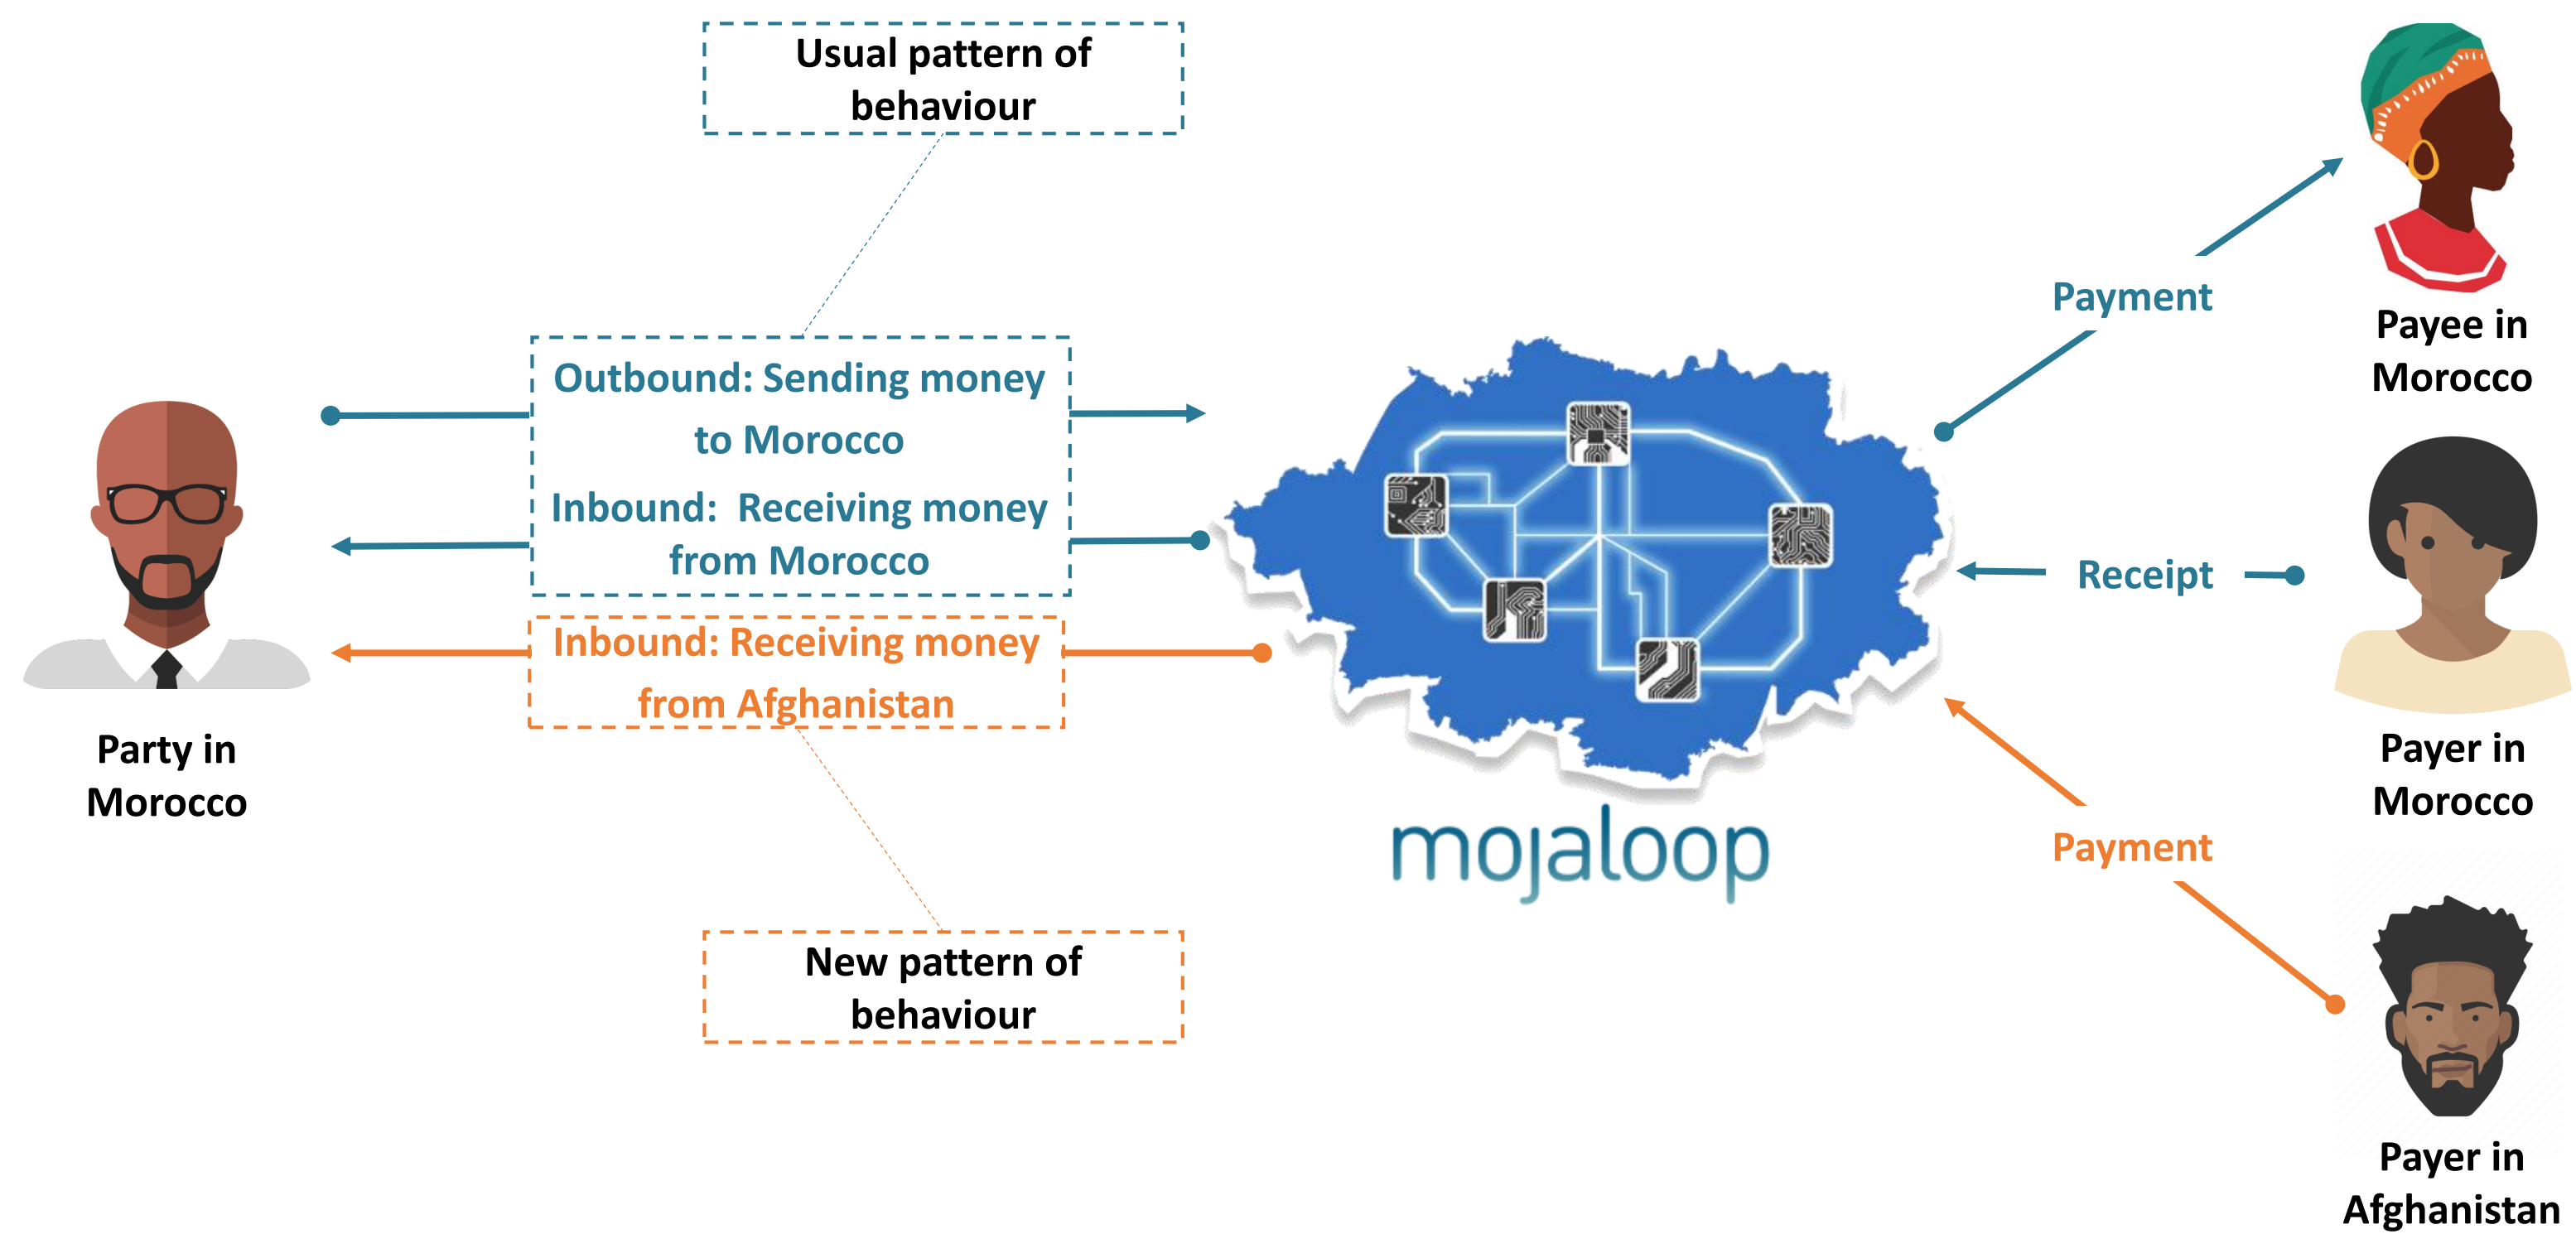 Usual pattern of
behaviour
Outbound: Sending money
to Morocco
Inbound:  Receiving money
from Morocco
Inbound: Receiving money
from Afghanistan
New pattern of
behaviour
Party in
Morocco
mojaloop
Payment
Receipt
Payment
Payee in
Morocco
Payer in
Morocco
Payer in
Afghanistan